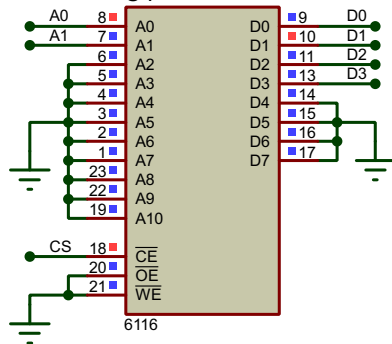 A0 8 A0 D0 9 D0
A1 7 A1 D1 10 D1
6 A2 D2 11 D2
5 A3 D3 13 D3
4 A4 D4 14
3 A5 D5 15
2 A6 D6 16
1 A7 D7 17
23 A8
22 A9
19 A10
CS 18 CE
20 OE
21 WE
6116